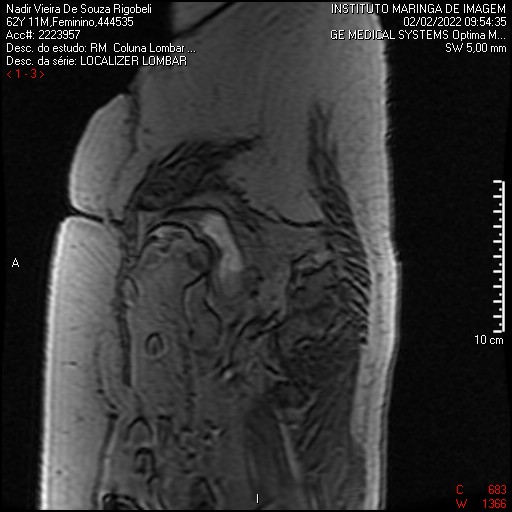 Nadir Vieira De Souza Rigobeli
62Y 11M,Feminino,444535
Acc#: 2223957
Desc. do estudo: RM Coluna Lombar ...
Desc. da série: LOCALIZER LOMBAR
< 1 - 3 >
INSTITUTO MARINGA DE IMAGEM
02/02/2022 09:54:35
GE MEDICAL SYSTEMS Optima M...
SW 5,00 mm
A
10 cm
I
C 683
W 1366